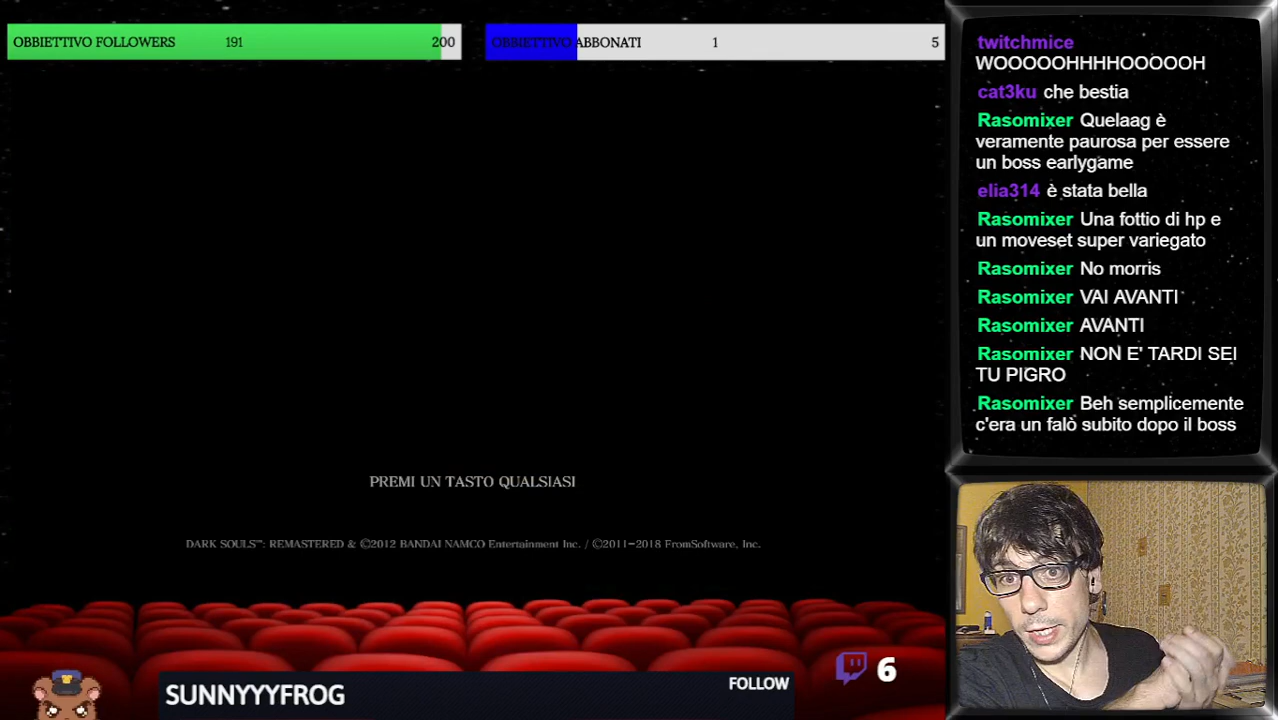 OBBIETTIVO FOLLOWERS 191 200
OBBIETTIVO ABBONATI 1 5
twitchmice
WOOOOOHHHHOOOOOH
cat3ku che bestia
Rasomixer Quelaag è
veramente paurosa per essere
un boss earlygame
elia314 è stata bella
Rasomixer Una fottio di hp e
un moveset super variegato
Rasomixer No morris
Rasomixer VAI AVANTI
Rasomixer AVANTI
Rasomixer NON E' TARDI SEI
TU PIGRO
Rasomixer Beh semplicemente
c'era un falò subito dopo il boss
PREMI UN TASTO QUALSIASI
DARK SOULS™: REMASTERED & ©2012 BANDAI NAMCO Entertainment Inc. / ©2011-2018 FromSoftware, Inc.
6
SUNNYYYFROG
FOLLOW